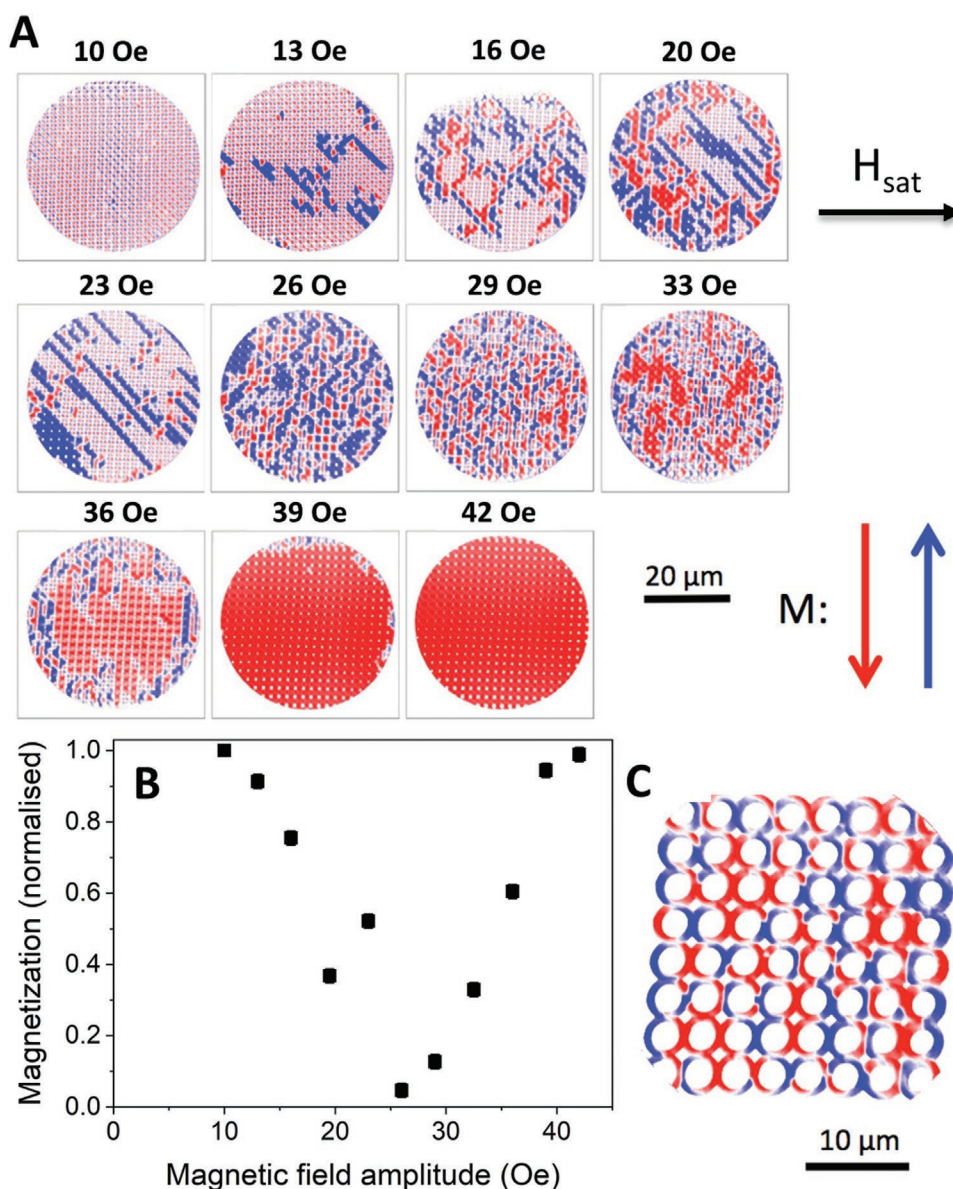 A
10 Oe 13 Oe 16 Oe 20 Oe
H_sat
23 Oe 26 Oe 29 Oe 33 Oe
36 Oe 39 Oe 42 Oe
20 µm
M:
B
Magnetization (normalised)
1.0
0.8
0.6
0.4
0.2
0.0
0 10 20 30 40
Magnetic field amplitude (Oe)
C
10 µm